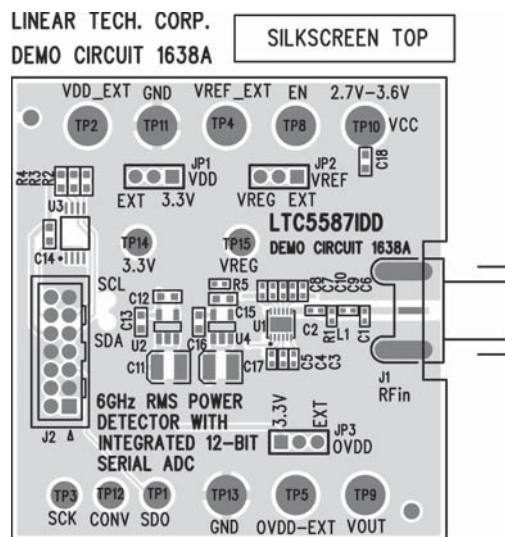 LINEAR TECH. CORP.
DEMO CIRCUIT 1638A
SILKSCREEN TOP
VDD_EXT GND VREF_EXT EN 2.7V-3.6V
TP2 TP11 TP4 TP8 TP10 VCC
C18
R4 R3 R2
JP1
VDD
EXT 3.3V
JP2
VREF
VREG EXT
U3
C14
LTC5587IDD
DEMO CIRCUIT 1638A
TP14
3.3V
TP15
VREG
SCL
SDA
C12
C13
U2
C11
R5
C15
C16
U4
C17
C8 C7 C10 C9 C6
U1
C2 R1 L1 C1
C5 C4 C3
J1
RFin
6GHz RMS POWER
DETECTOR WITH
INTEGRATED 12-BIT
SERIAL ADC
J2
3.3V EXT
JP3
OVDD
TP3 TP12 TP1 TP13 TP5 TP9
SCK CONV SDO GND OVDD-EXT VOUT